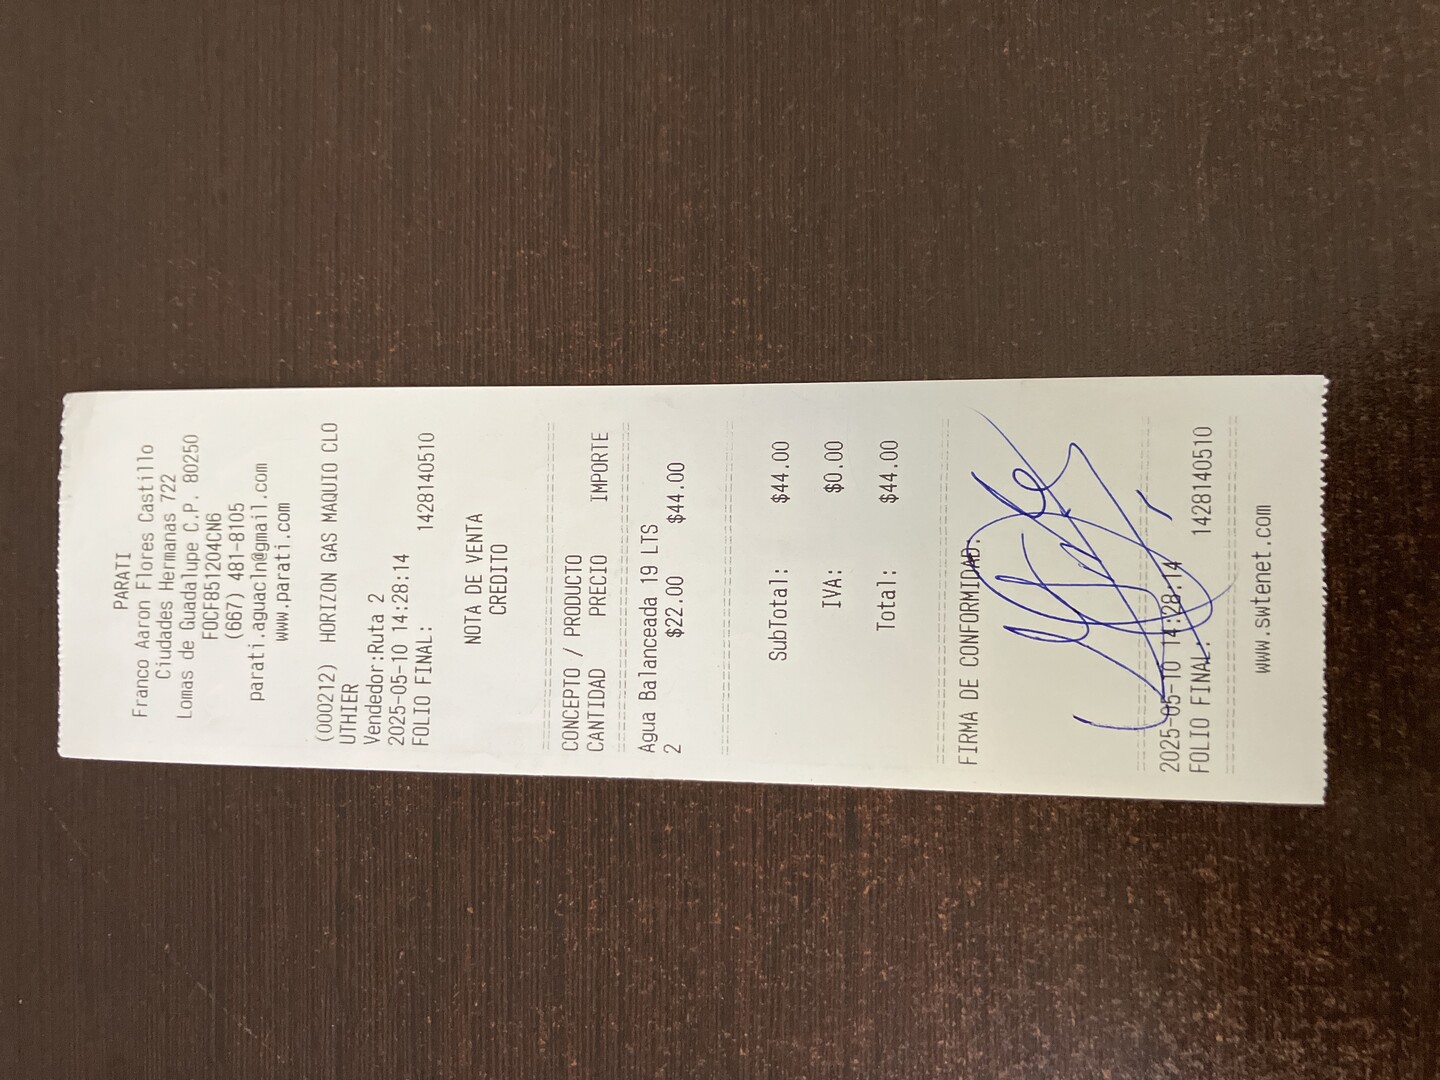 PARATI
Franco Aaron Flores Castillo
Ciudades Hermanas 722
Lomas de Guadalupe C.P. 80250
FOCF851204CN6
(667) 481-8105
parati.aguacln@gmail.com
www.parati.com
(000212) HORIZON GAS MAQUIO CLO
UTHIER
Vendedor:Ruta 2
2025-05-10 14:28:14
FOLIO FINAL: 1428140510
NOTA DE VENTA
CREDITO
CONCEPTO / PRODUCTO
CANTIDAD PRECIO IMPORTE
Agua Balanceada 19 LTS
2 $22.00 $44.00
SubTotal: $44.00
IVA: $0.00
Total: $44.00
FIRMA DE CONFORMIDAD:
2025-05-10 14:28:14
FOLIO FINAL: 1428140510
www.swtenet.com